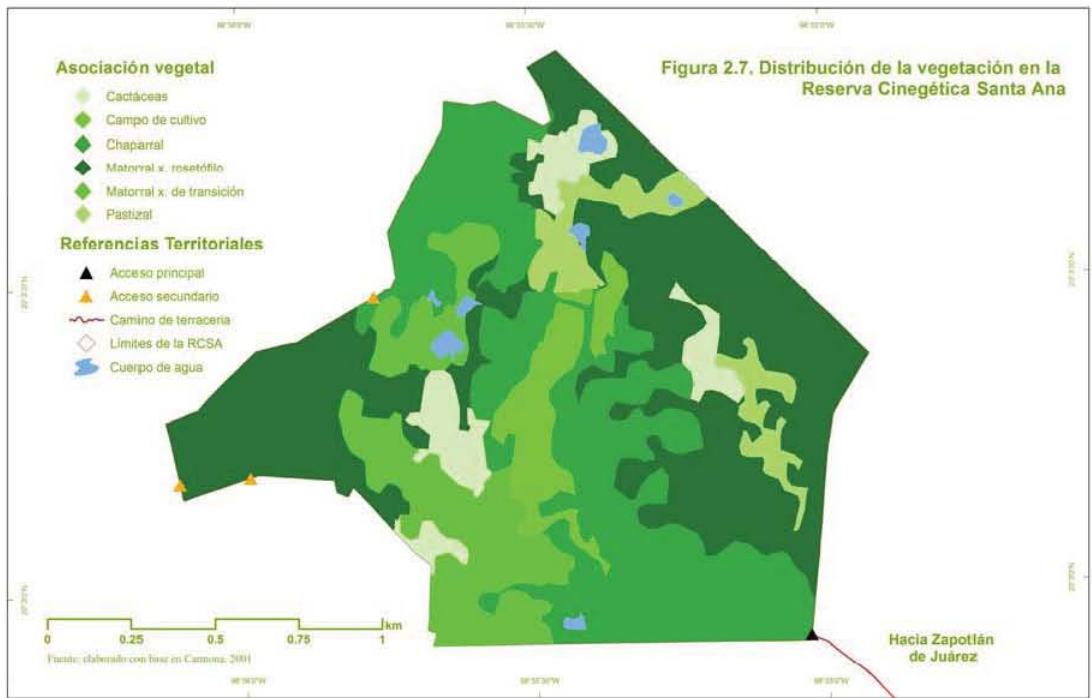 Figura 2.7. Distribución de la vegetación en la
Reserva Cinegética Santa Ana
Asociación vegetal
Cactáceas
Campo de cultivo
Chaparral
Matorral x. rosetófilo
Matorral x. de transición
Pastizal
Referencias Territoriales
Acceso principal
Acceso secundario
Camino de terraceria
Límites de la RCSA
Cuerpo de agua
km
0 0.25 0.5 0.75 1
Fuente: elaborado con base en Carmona, 2001
Hacia Zapotlán
de Juárez